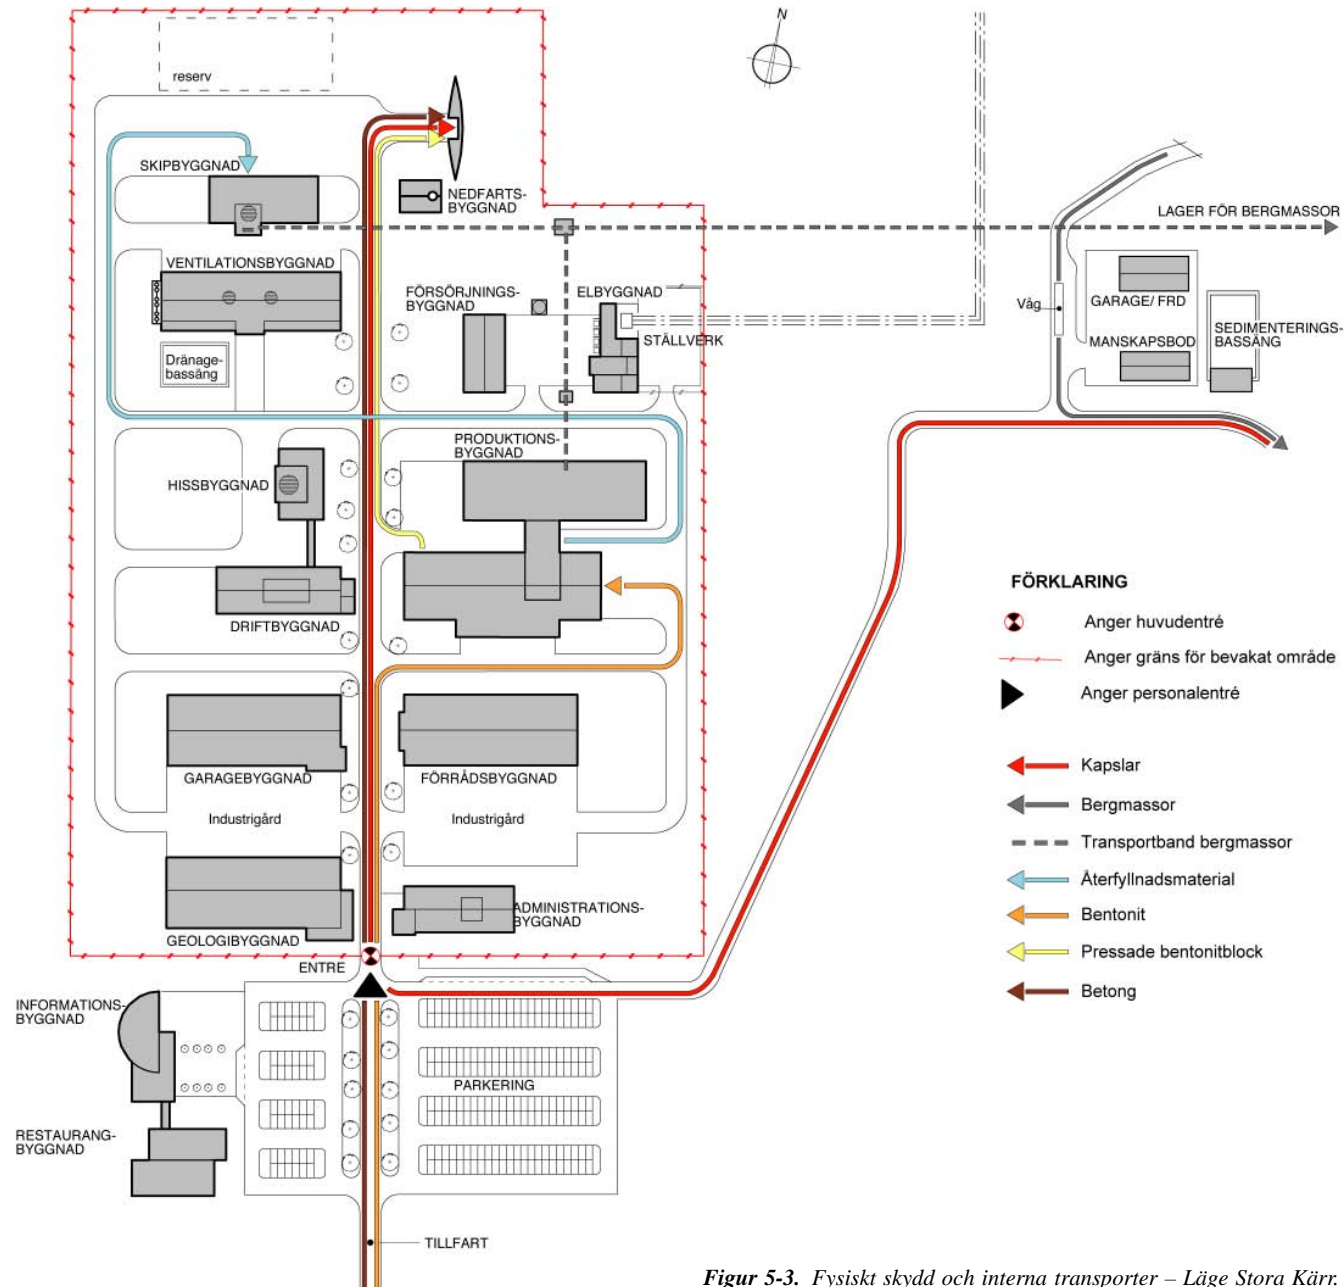 N
reserv
SKIPBYGGNAD
NEDFARTS-
BYGGNAD
LAGER FÖR BERGMASSOR
VENTILATIONSBYGGNAD
FÖRSÖRJNINGS-
BYGGNAD
ELBYGGNAD
STÄLLVERK
Våg
GARAGE/ FRD
MANSKAPSBOD
SEDIMENTERINGS-
BASSÄNG
Dränage-
bassäng
PRODUKTIONS-
BYGGNAD
HISSBYGGNAD
DRIFTBYGGNAD
GARAGEBYGGNAD
FÖRRÅDSBYGGNAD
Industrigård
Industrigård
ADMINISTRATIONS-
BYGGNAD
GEOLOGIBYGGNAD
ENTRE
INFORMATIONS-
BYGGNAD
PARKERING
RESTAURANG-
BYGGNAD
TILLFART
FÖRKLARING
Anger huvudentré
Anger gräns för bevakat område
Anger personalentré
Kapslar
Bergmassor
Transportband bergmassor
Återfyllnadsmaterial
Bentonit
Pressade bentonitblock
Betong
Figur 5-3. Fysiskt skydd och interna transporter – Läge Stora Kärr.